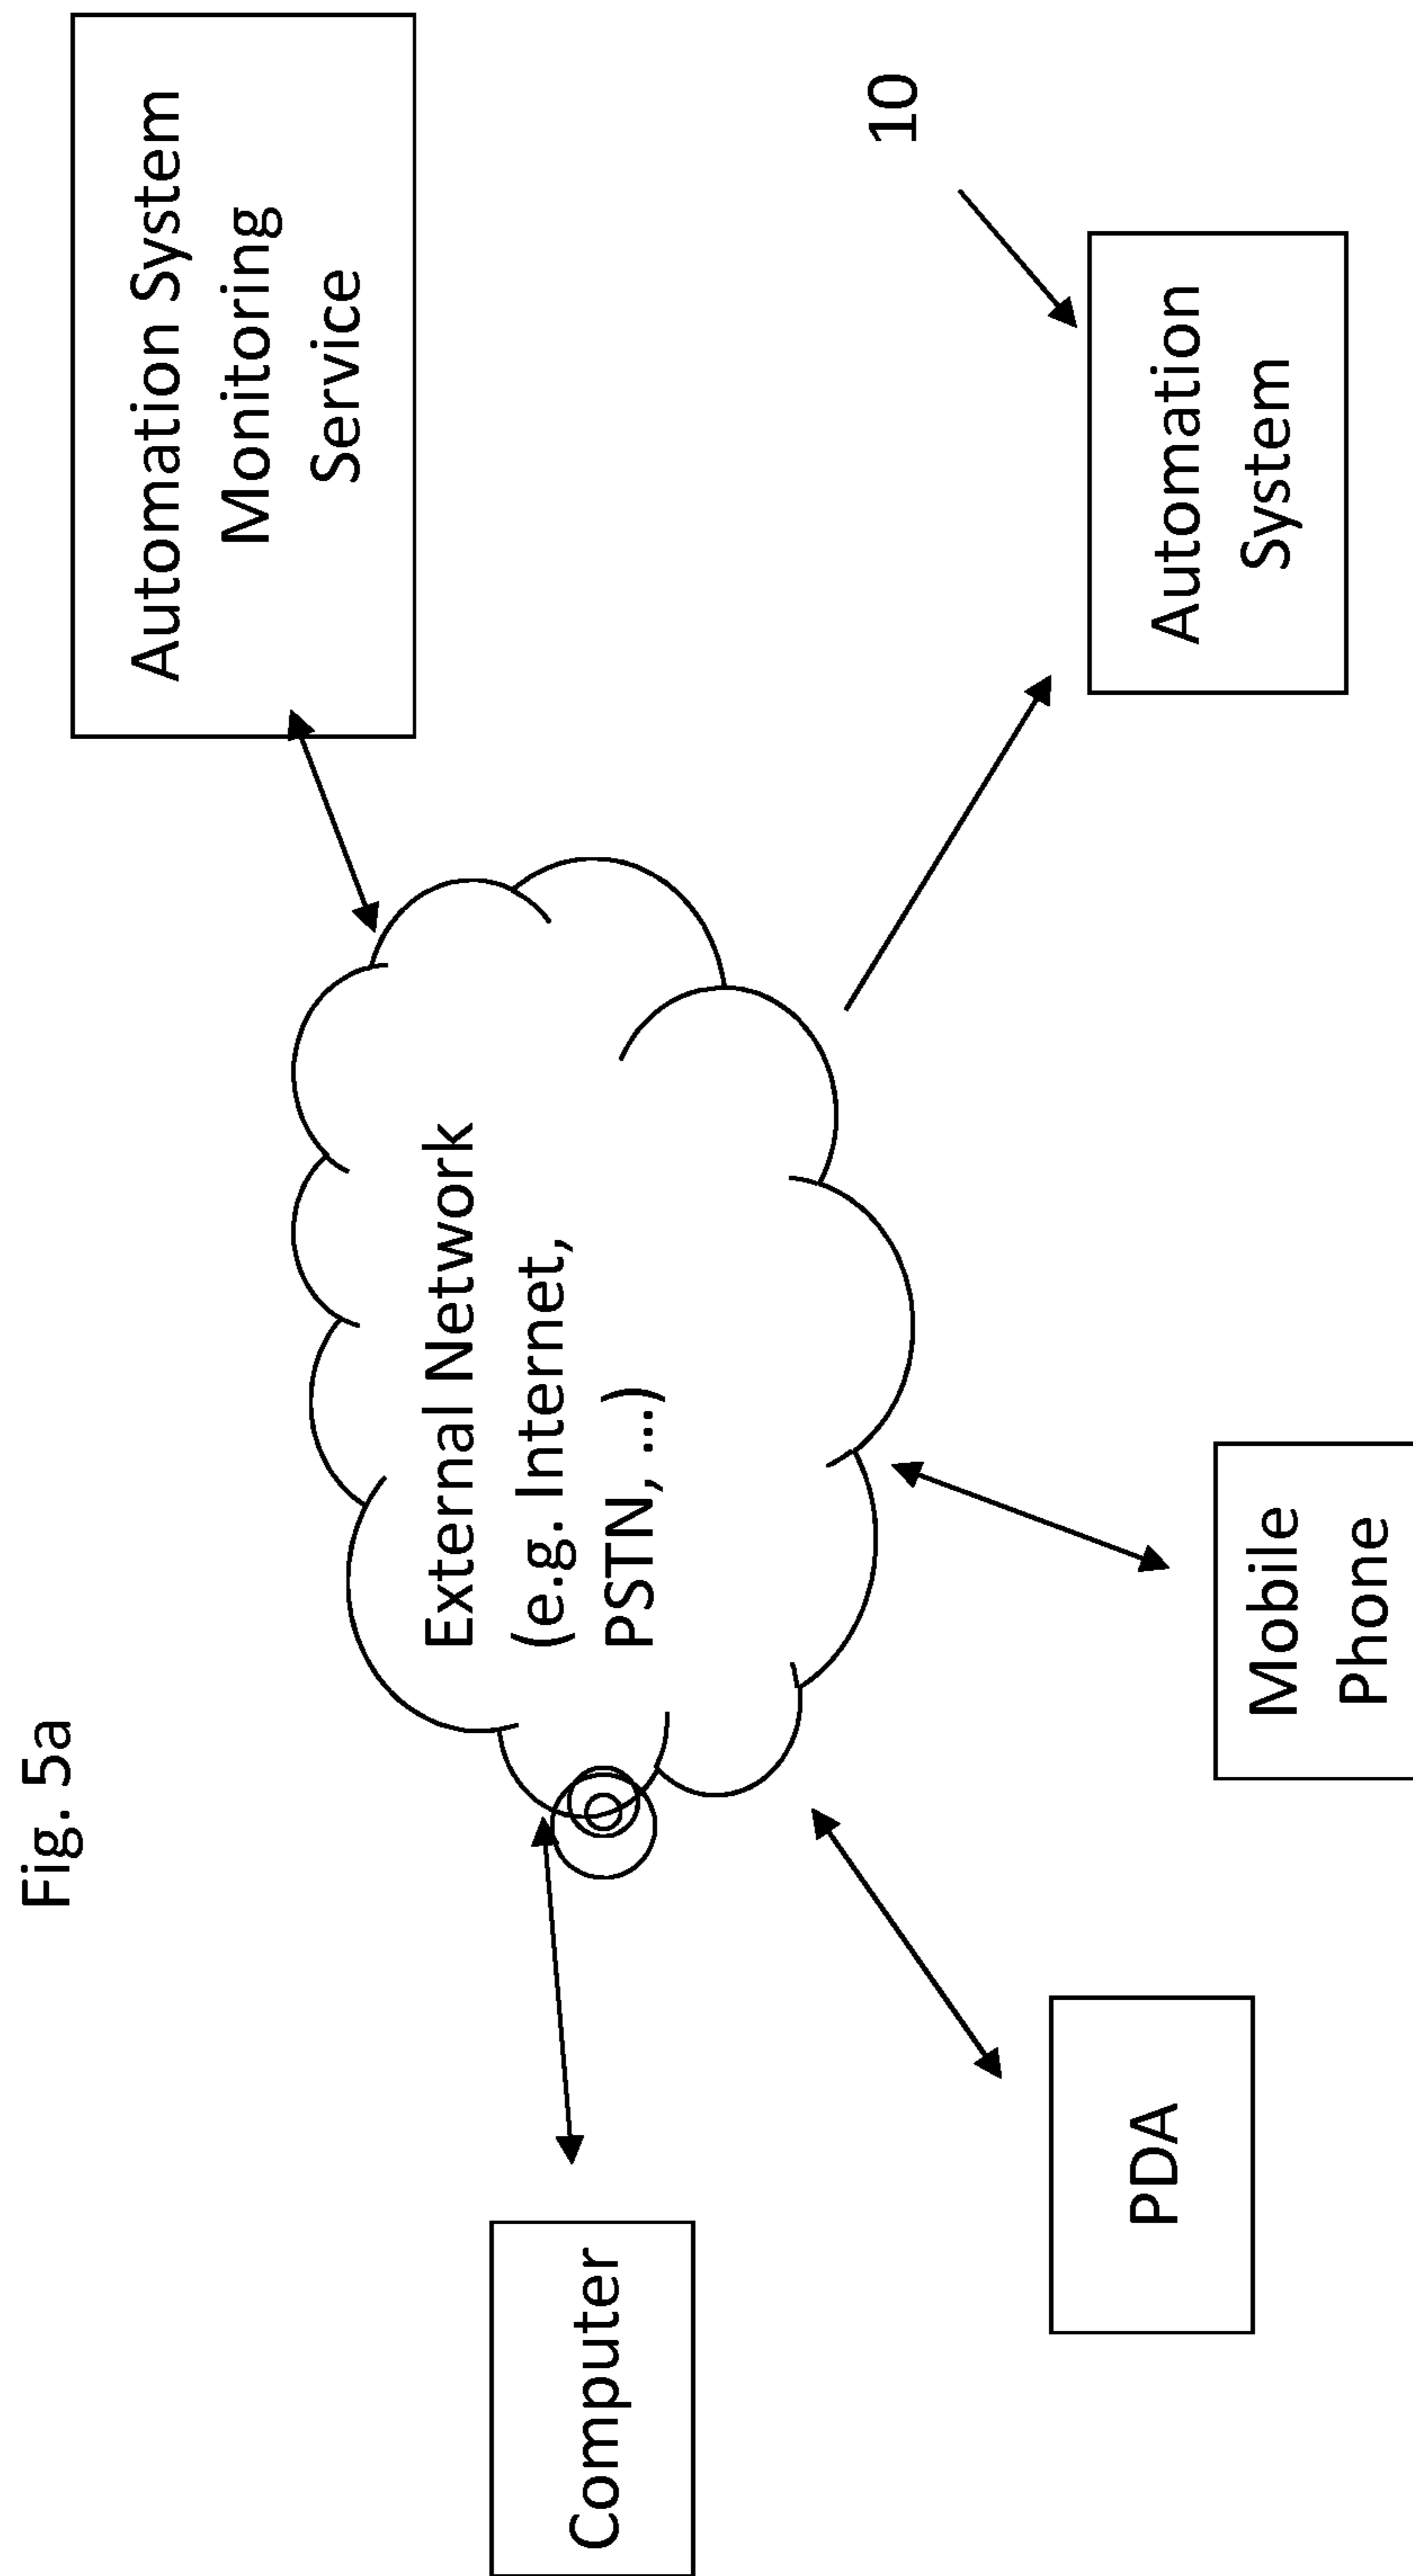 Fig. 5a
Automation System
Monitoring
Service
External Network
(e.g. Internet,
PSTN, ...)
Computer
10
Automation
System
PDA
Mobile
Phone